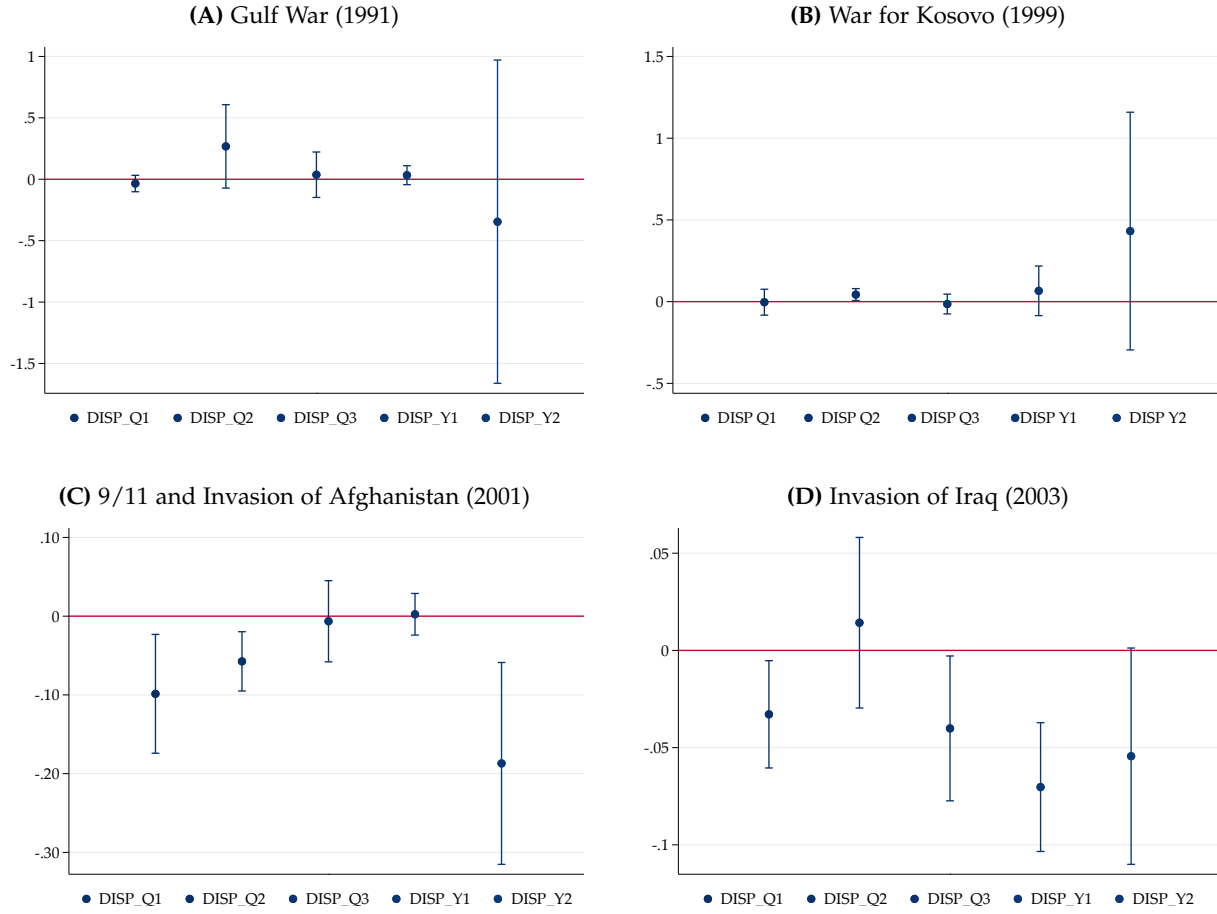 (A) Gulf War (1991)
1
.5
0
-.5
-1
-1.5
DISP_Q1 DISP_Q2 DISP_Q3 DISP_Y1 DISP_Y2
(B) War for Kosovo (1999)
1.5
1
.5
0
-.5
DISP Q1 DISP Q2 DISP Q3 DISP Y1 DISP Y2
(C) 9/11 and Invasion of Afghanistan (2001)
.10
0
-.10
-.20
-.30
DISP_Q1 DISP_Q2 DISP_Q3 DISP_Y1 DISP_Y2
(D) Invasion of Iraq (2003)
.05
0
-.05
-.1
DISP_Q1 DISP_Q2 DISP_Q3 DISP_Y1 DISP_Y2